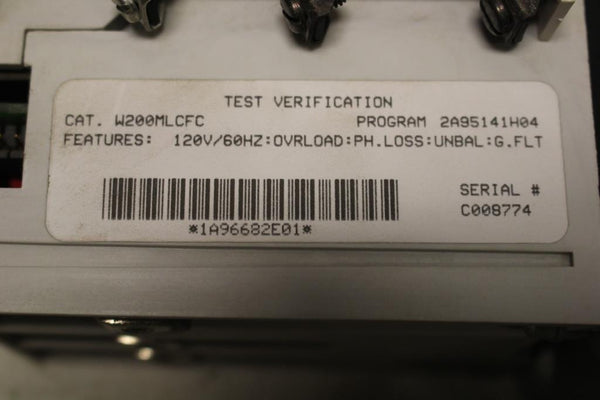 TEST VERIFICATION
CAT. W200MLCFC PROGRAM 2A95141H04
FEATURES: 120V/60HZ:OVRLOAD:PH.LOSS:UNBAL:G.FLT
SERIAL #
C008774
*1A96682E01*